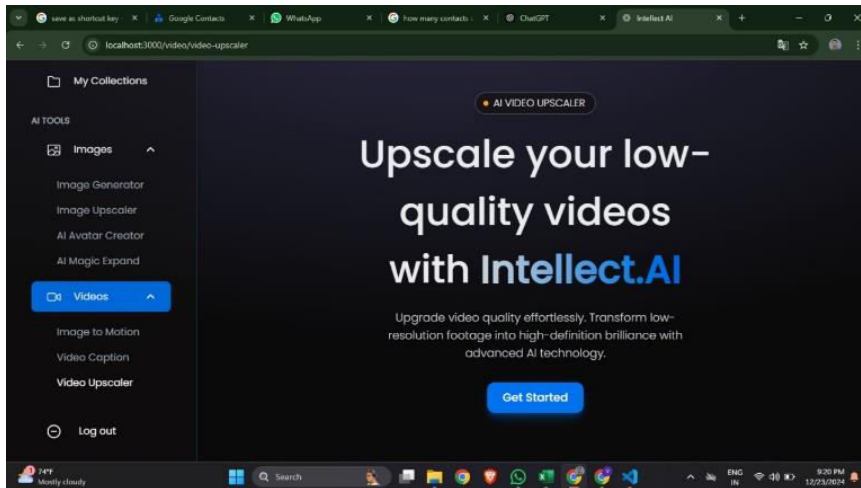 save as shortcut key
Google Contacts
WhatsApp
how many contacts
ChatGPT
Intellect AI
localhost:3000/video/video-upscaler
My Collections
AI TOOLS
Images
Image Generator
Image Upscaler
AI Avatar Creator
AI Magic Expand
Videos
Image to Motion
Video Caption
Video Upscaler
Log out
AI VIDEO UPSCALER
Upscale your low-
quality videos
with Intellect.AI
Upgrade video quality effortlessly. Transform low-
resolution footage into high-definition brilliance with
advanced AI technology.
Get Started
74°F
Mostly cloudy
Search
ENG
IN
9:20 PM
12/23/2024